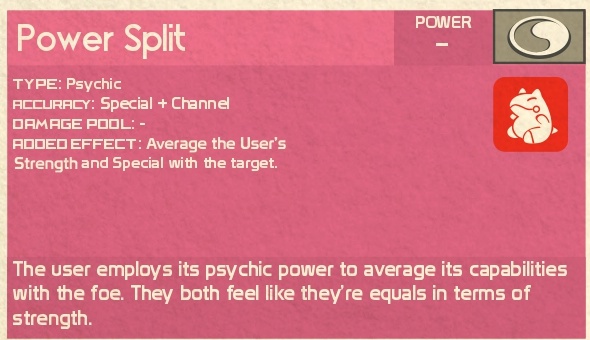 Power Split
POWER
–
TYPE: Psychic
ACCURACY: Special + Channel
DAMAGE POOL: -
ADDED EFFECT: Average the User's
Strength and Special with the target.
The user employs its psychic power to average its capabilities
with the foe. They both feel like they're equals in terms of
strength.